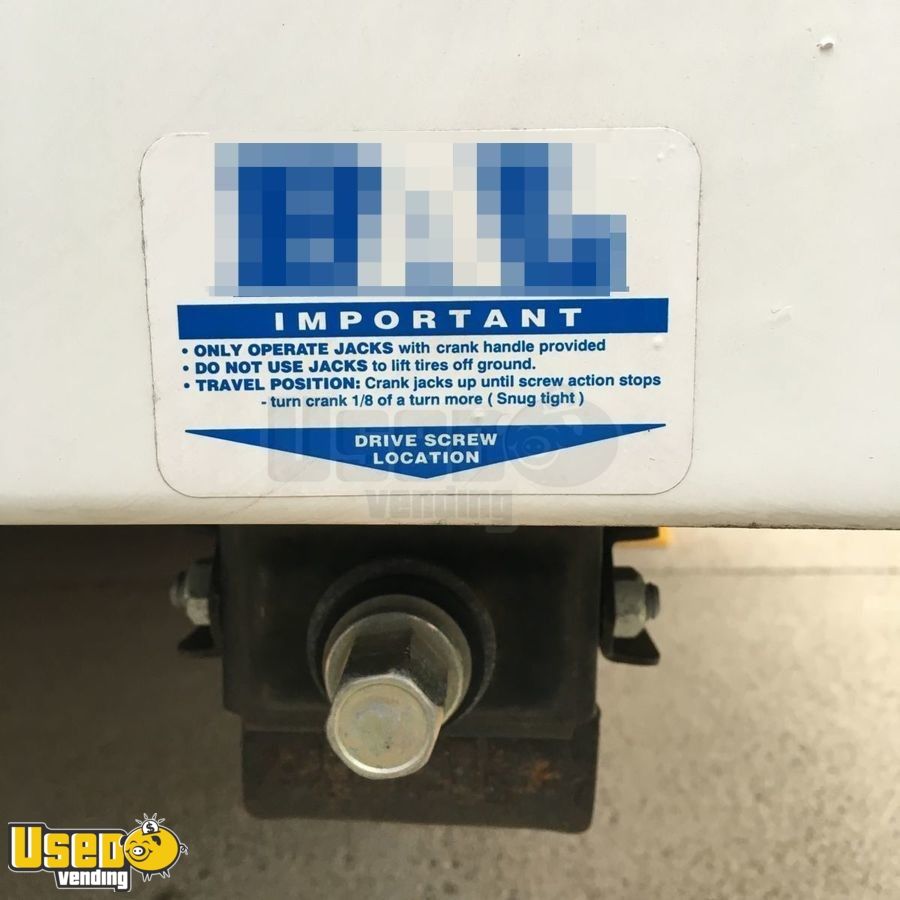 IMPORTANT
• ONLY OPERATE JACKS with crank handle provided
• DO NOT USE JACKS to lift tires off ground.
• TRAVEL POSITION: Crank jacks up until screw action stops
- turn crank 1/8 of a turn more ( Snug tight )
DRIVE SCREW
LOCATION
Used
vending
Used
vending